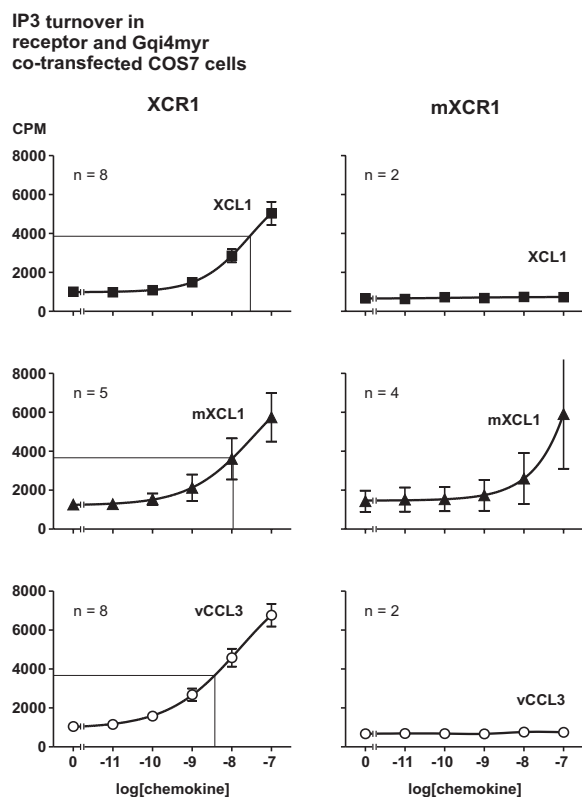 IP3 turnover in
receptor and Gqi4myr
co-transfected COS7 cells
XCR1
mXCR1
CPM
8000
6000
4000
2000
0
n = 8
XCL1
n = 2
XCL1
8000
6000
4000
2000
0
n = 5
mXCL1
n = 4
mXCL1
8000
6000
4000
2000
0
n = 8
vCCL3
0 -11 -10 -9 -8 -7
log[chemokine]
n = 2
vCCL3
0 -11 -10 -9 -8 -7
log[chemokine]